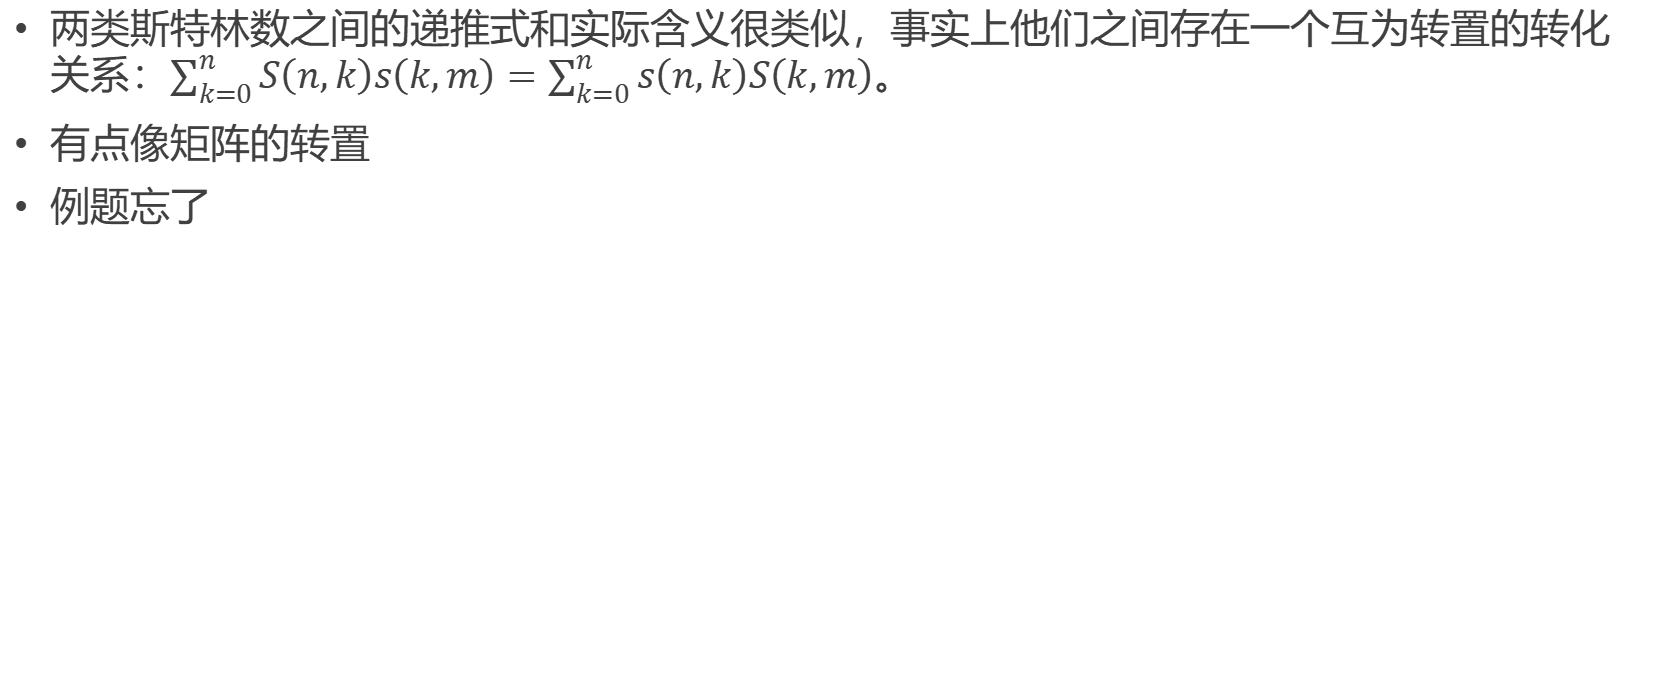 • 两类斯特林数之间的递推式和实际含义很类似，事实上他们之间存在一个互为转置的转化
关系：∑_{k=0}^{n} S(n,k)s(k,m) = ∑_{k=0}^{n} s(n,k)S(k,m)。
• 有点像矩阵的转置
• 例题忘了